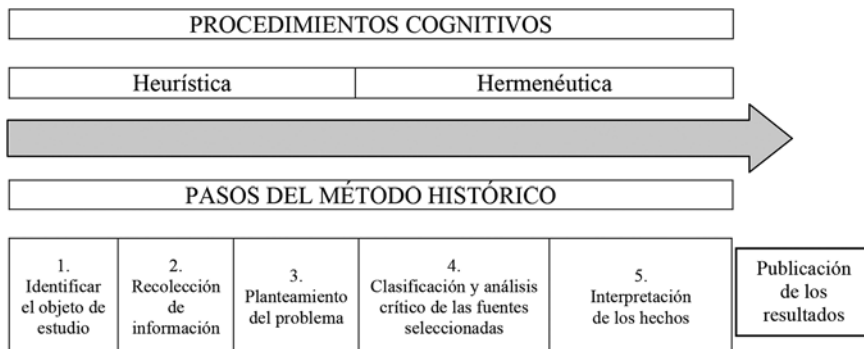 PROCEDIMIENTOS COGNITIVOS
Heurística
Hermenéutica
PASOS DEL MÉTODO HISTÓRICO
1.
Identificar
el objeto de
estudio
2.
Recolección
de
información
3.
Planteamiento
del problema
4.
Clasificación y análisis
crítico de las fuentes
seleccionadas
5.
Interpretación
de los hechos
Publicación
de los
resultados